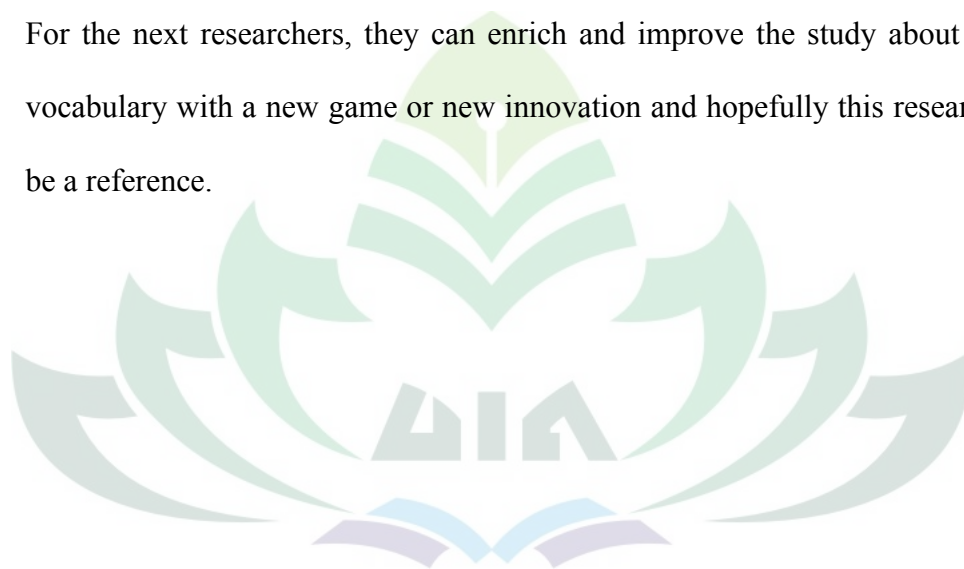 For the next researchers, they can enrich and improve the study about
vocabulary with a new game or new innovation and hopefully this
be a reference.
UIN